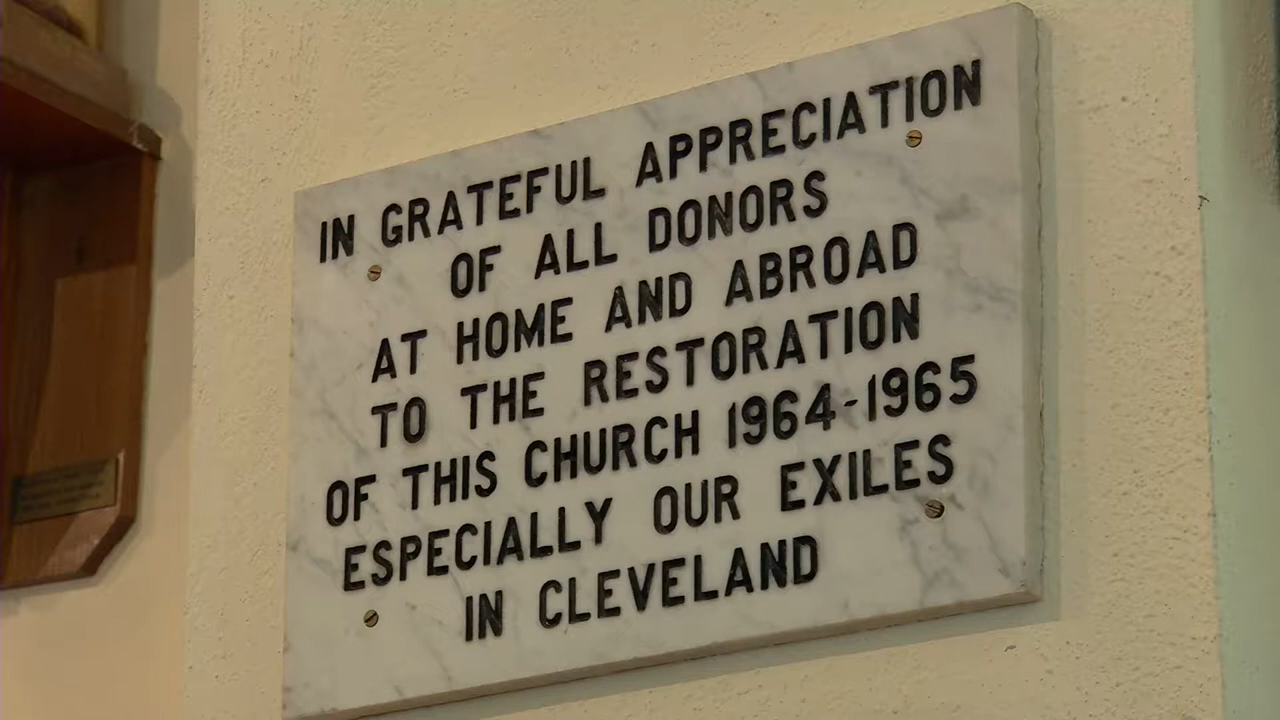 IN GRATEFUL APPRECIATION
OF ALL DONORS
AT HOME AND ABROAD
TO THE RESTORATION
OF THIS CHURCH 1964-1965
ESPECIALLY OUR EXILES
IN CLEVELAND